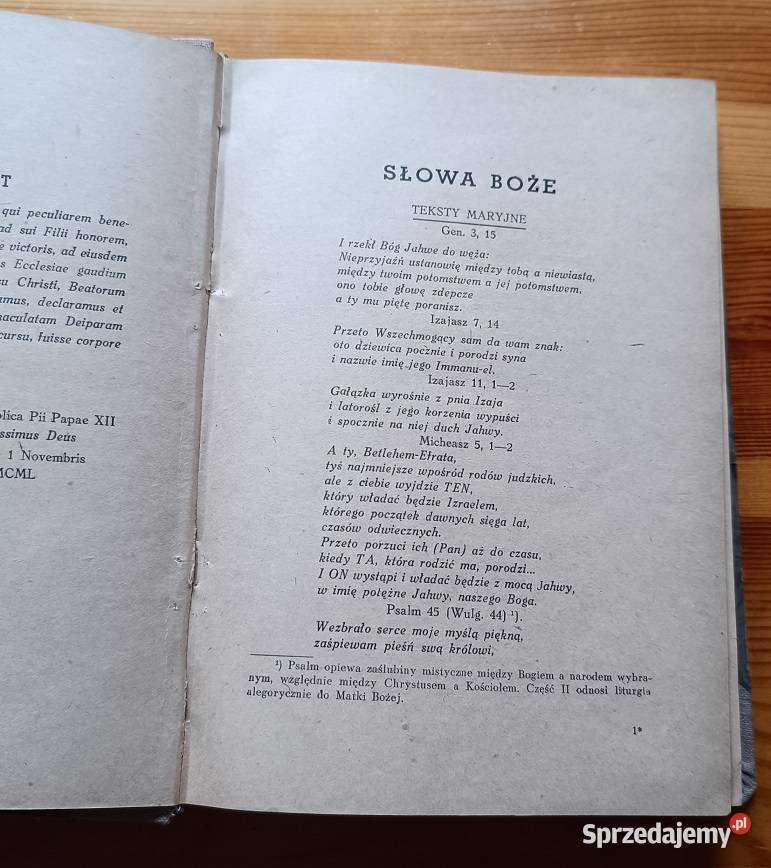 T
qui peculiarem bene-
ad sui Filii honorem,
e victoris, ad eiusdem
s Ecclesiae gaudium
u Christi, Beatorum
amus, declaramus et
naculatam Deiparam
cursu, fuisse corpore
olica Pii Papae XII
ssimus Deus
1 Novembris
MCML
SŁOWA BOŻE
TEKSTY MARYJNE
Gen. 3, 15
I rzekł Bóg Jahwe do węża:
Nieprzyjaźń ustanowię między tobą a niewiastą,
między twoim potomstwem a jej potomstwem,
ono tobie głowę zdepcze
a ty mu piętę poranisz.
Izajasz 7, 14
Przeto Wszechmogący sam da wam znak:
oto dziewica pocznie i porodzi syna
i nazwie imię jego Immanu-el.
Izajasz 11, 1—2
Gałązka wyrośnie z pnia Izaja
i latorośl z jego korzenia wypuści
i spocznie na niej duch Jahwy.
Micheasz 5, 1—2
A ty, Betlehem-Efrata,
tyś najmniejsze wpośród rodów judzkich,
ale z ciebie wyjdzie TEN,
który władać będzie Izraelem,
którego początek dawnych sięga lat,
czasów odwiecznych.
Przeto porzuci ich (Pan) aż do czasu,
kiedy TA, która rodzić ma, porodzi...
I ON wystąpi i władać będzie z mocą Jahwy,
w imię potężne Jahwy, naszego Boga.
Psalm 45 (Wulg. 44) ¹).
Wezbrało serce moje myślą piękną,
zaśpiewam pieśń swą królowi,
¹) Psalm opiewa zaślubiny mistyczne między Bogiem a narodem wybra-
nym, względnie między Chrystusem a Kościołem. Część II odnosi liturgia
alegorycznie do Matki Bożej.
1*
Sprzedajemy.pl